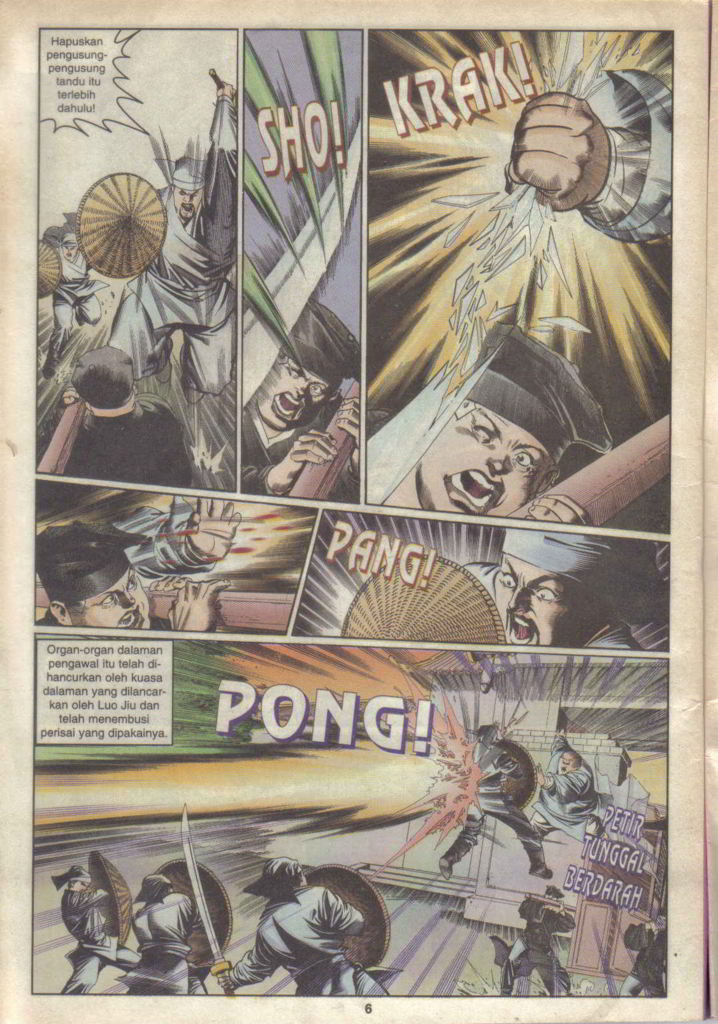 Hapuskan
pengusung-
pengusung
tandu itu
terlebih
dahulu!
SHO!
KRAK!
PANG!
Organ-organ dalaman
pengawal itu telah di-
hancurkan oleh kuasa
dalaman yang dilancar-
kan oleh Luo Jiu dan
telah menembusi
perisai yang dipakainya.
PONG!
PETIR
TUNGGAL
BERDARAH
6